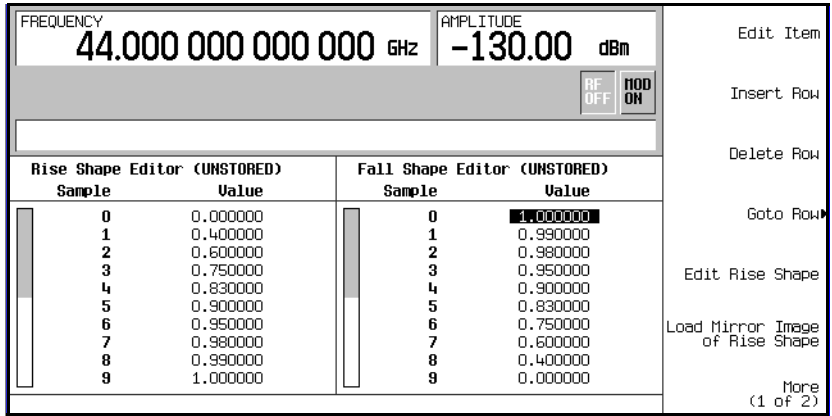 FREQUENCY
44.000 000 000 000 GHz
AMPLITUDE
-130.00 dBm
RF OFF
MOD ON
Rise Shape Editor (UNSTORED)
Sample Value
0 0.000000
1 0.400000
2 0.600000
3 0.750000
4 0.830000
5 0.900000
6 0.950000
7 0.980000
8 0.990000
9 1.000000
Fall Shape Editor (UNSTORED)
Sample Value
0 1.000000
1 0.990000
2 0.980000
3 0.950000
4 0.900000
5 0.830000
6 0.750000
7 0.600000
8 0.400000
9 0.000000
Edit Item
Insert Row
Delete Row
Goto Row
Edit Rise Shape
Load Mirror Image
of Rise Shape
More
(1 of 2)